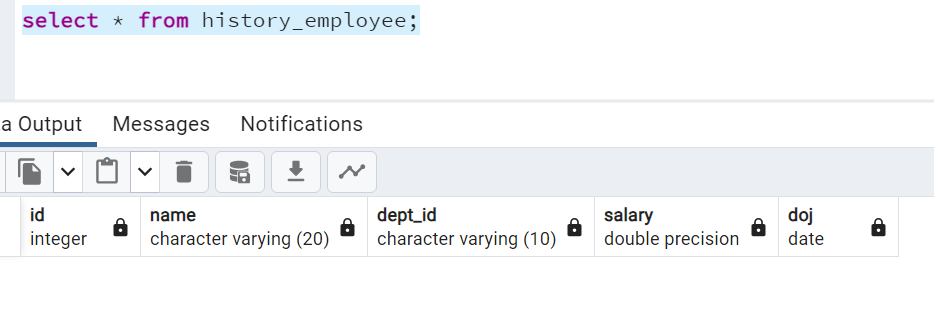 select * from history_employee;
a Output Messages Notifications
id name dept_id salary doj
integer character varying (20) character varying (10) double precision date